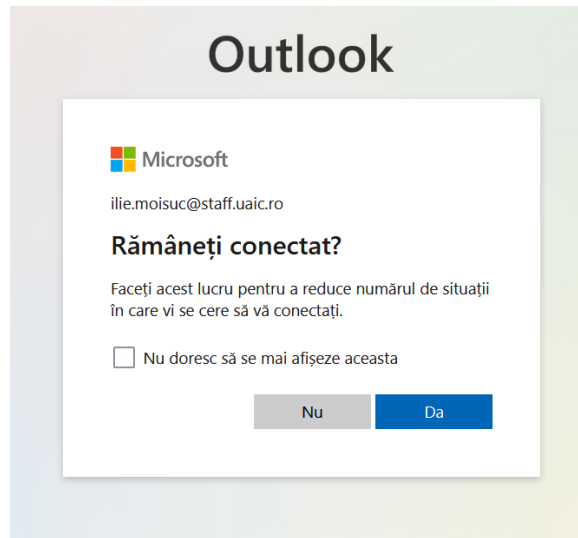 Outlook
Microsoft
ilie.moisuc@staff.uaic.ro
Rămâneți conectat?
Faceți acest lucru pentru a reduce numărul de situații
în care vi se cere să vă conectați.
Nu doresc să se mai afișeze aceasta
Nu
Da